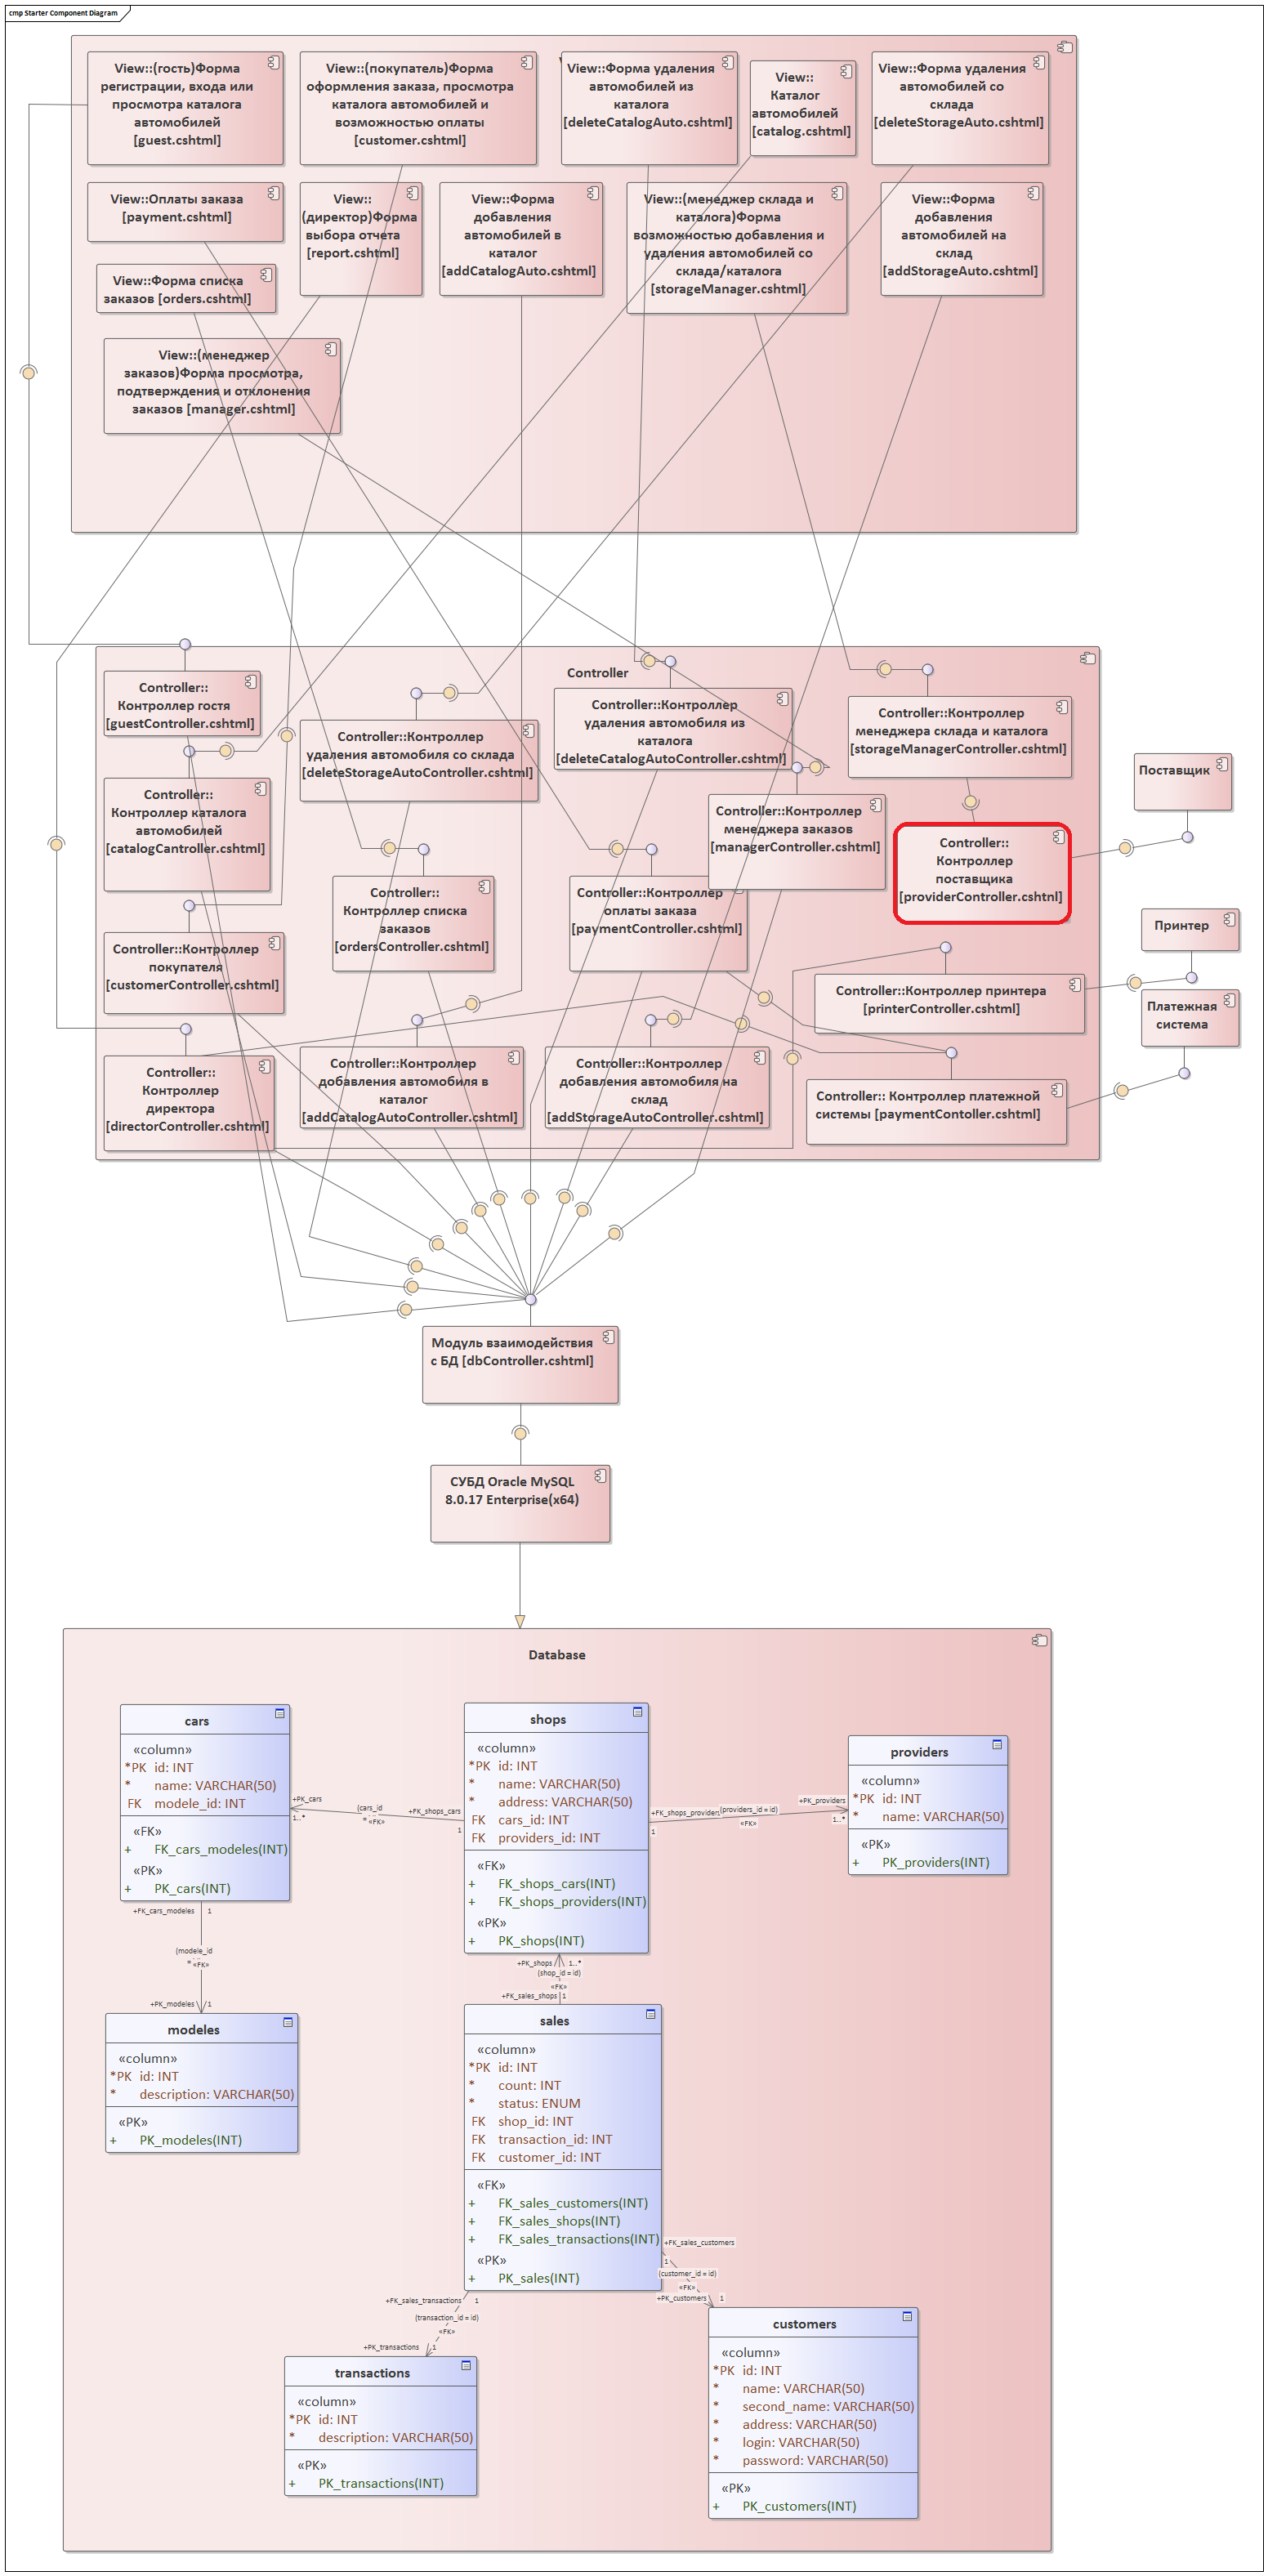 cmp Starter Component Diagram
View::(гость)Форма
регистрации, входа или
просмотра каталога
автомобилей
[guest.cshtml]
View::(покупатель)Форма
оформления заказа, просмотра
каталога автомобилей и
возможностью оплаты
[customer.cshtml]
View::Форма удаления
автомобилей из
каталога
[deleteCatalogAuto.cshtml]
View::
Каталог
автомобилей
[catalog.cshtml]
View::Форма удаления
автомобилей со
склада
[deleteStorageAuto.cshtml]
View::Оплаты заказа
[payment.cshtml]
View::
(директор)Форма
выбора отчета
[report.cshtml]
View::Форма
добавления
автомобилей в
каталог
[addCatalogAuto.cshtml]
View::(менеджер склада и
каталога)Форма
возможностью добавления и
удаления автомобилей со
склада/каталога
[storageManager.cshtml]
View::Форма
добавления
автомобилей на
склад
[addStorageAuto.cshtml]
View::Форма списка
заказов [orders.cshtml]
View::(менеджер
заказов)Форма просмотра,
подтверждения и отклонения
заказов [manager.cshtml]
Controller
Controller::
Контроллер гостя
[guestController.cshtml]
Controller::Контроллер
удаления автомобиля со склада
[deleteStorageAutoController.cshtml]
Controller::Контроллер
удаления автомобиля из
каталога
[deleteCatalogAutoController.cshtml]
Controller::Контроллер
менеджера склада и каталога
[storageManagerController.cshtml]
Поставщик
Controller::
Контроллер каталога
автомобилей
[catalogCantroller.cshtml]
Controller::Контроллер
менеджера заказов
[managerController.cshtml]
Controller::
Контроллер
поставщика
[providerController.cshtnl]
Controller::
Контроллер списка
заказов
[ordersController.cshtml]
Controller::Контроллер
оплаты заказа
[paymentController.cshtml]
Принтер
Controller::Контроллер
покупателя
[customerController.cshtml]
Controller::Контроллер принтера
[printerController.cshtml]
Платежная
система
Controller::
Контроллер
директора
[directorController.cshtml]
Controller::Контроллер
добавления автомобиля в
каталог
[addCatalogAutoController.cshtml]
Controller::Контроллер
добавления автомобиля на
склад
[addStorageAutoController.cshtml]
Controller:: Контроллер платежной
системы [paymentContoller.cshtml]
Модуль взаимодействия
с БД [dbController.cshtml]
СУБД Oracle MySQL
8.0.17 Enterprise(x64)
Database
cars
«column»
*PK id: INT
* name: VARCHAR(50)
FK modele_id: INT
«FK»
+ FK_cars_modeles(INT)
«PK»
+ PK_cars(INT)
+PK_cars
1..*
(cars_id
*
«FK»
+FK_shops_cars
1
shops
«column»
*PK id: INT
* name: VARCHAR(50)
* address: VARCHAR(50)
FK cars_id: INT
FK providers_id: INT
«FK»
+ FK_shops_cars(INT)
+ FK_shops_providers(INT)
«PK»
+ PK_shops(INT)
+FK_shops_providers
1
(providers_id = id)
«FK»
+PK_providers
1..*
providers
«column»
*PK id: INT
* name: VARCHAR(50)
«PK»
+ PK_providers(INT)
+FK_cars_modeles 1
(modele_id
*
«FK»
+PK_modeles 1
modeles
«column»
*PK id: INT
* description: VARCHAR(50)
«PK»
+ PK_modeles(INT)
+PK_shops 1..*
(shop_id = id)
«FK»
+FK_sales_shops 1
sales
«column»
*PK id: INT
* count: INT
* status: ENUM
FK shop_id: INT
FK transaction_id: INT
FK customer_id: INT
«FK»
+ FK_sales_customers(INT)
+ FK_sales_shops(INT)
+ FK_sales_transactions(INT)
«PK»
+ PK_sales(INT)
+FK_sales_customers
1
(customer_id = id)
«FK»
+PK_customers 1
+FK_sales_transactions 1
(transaction_id = id)
«FK»
+PK_transactions 1
transactions
«column»
*PK id: INT
* description: VARCHAR(50)
«PK»
+ PK_transactions(INT)
customers
«column»
*PK id: INT
* name: VARCHAR(50)
* second_name: VARCHAR(50)
* address: VARCHAR(50)
* login: VARCHAR(50)
* password: VARCHAR(50)
«PK»
+ PK_customers(INT)